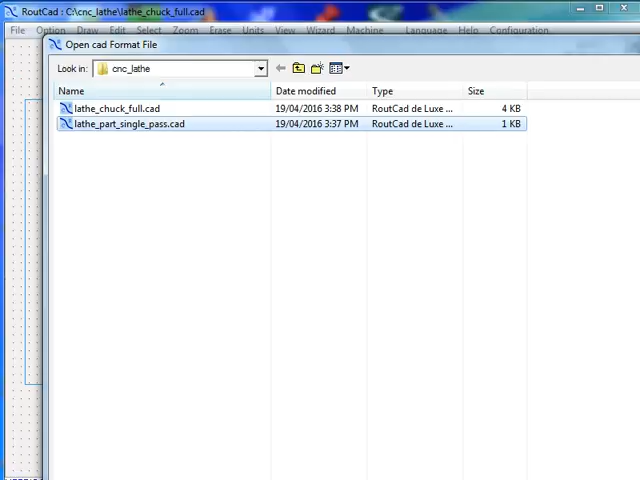 RoutCad : C:\cnc_lathe\lathe_chuck_full.cad
File Option Draw Edit Select Zoom Erase Units View Wizard Machine Language Help Configuration
Open cad Format File
Look in: cnc_lathe
Name Date modified Type Size
lathe_chuck_full.cad 19/04/2016 3:38 PM RoutCad de Luxe ... 4 KB
lathe_part_single_pass.cad 19/04/2016 3:37 PM RoutCad de Luxe ... 1 KB